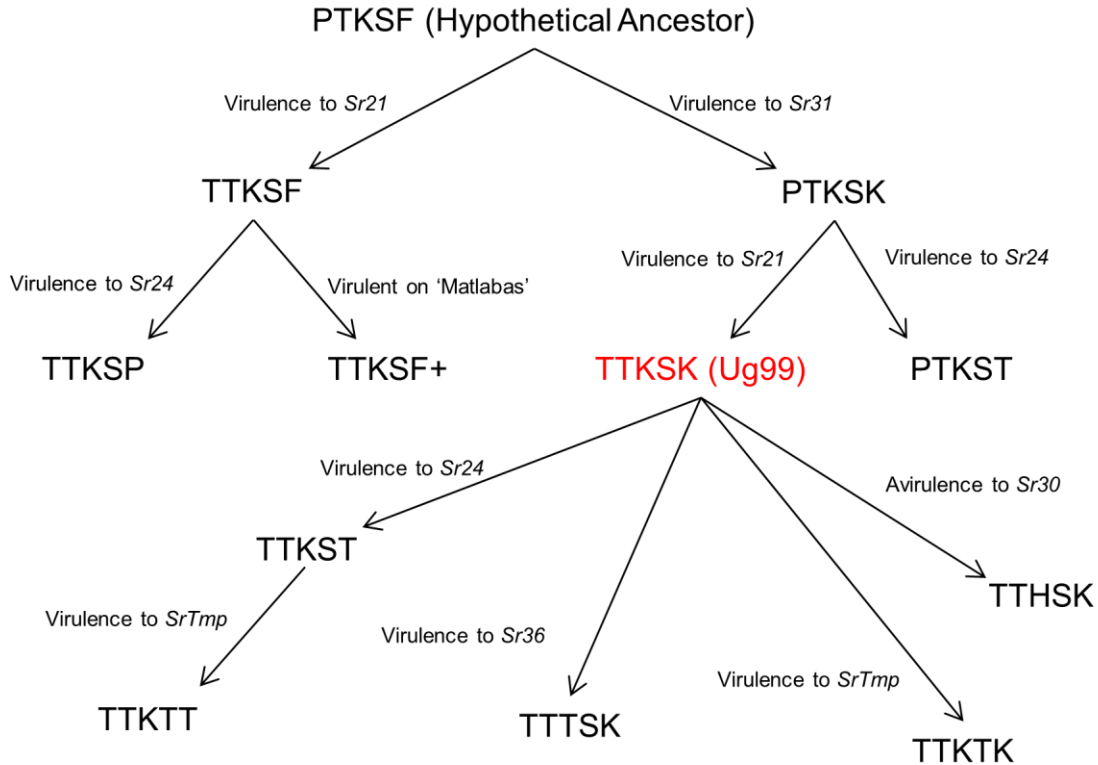 PTKSF (Hypothetical Ancestor)
Virulence to Sr21
Virulence to Sr31
TTKSF
PTKSK
Virulence to Sr24
Virulent on ‘Matlabas’
Virulence to Sr21
Virulence to Sr24
TTKSP
TTKSF+
TTKSK (Ug99)
PTKST
Virulence to Sr24
Avirulence to Sr30
TTKST
TTHSK
Virulence to SrTmp
Virulence to Sr36
Virulence to SrTmp
TTKTT
TTTSK
TTKTK